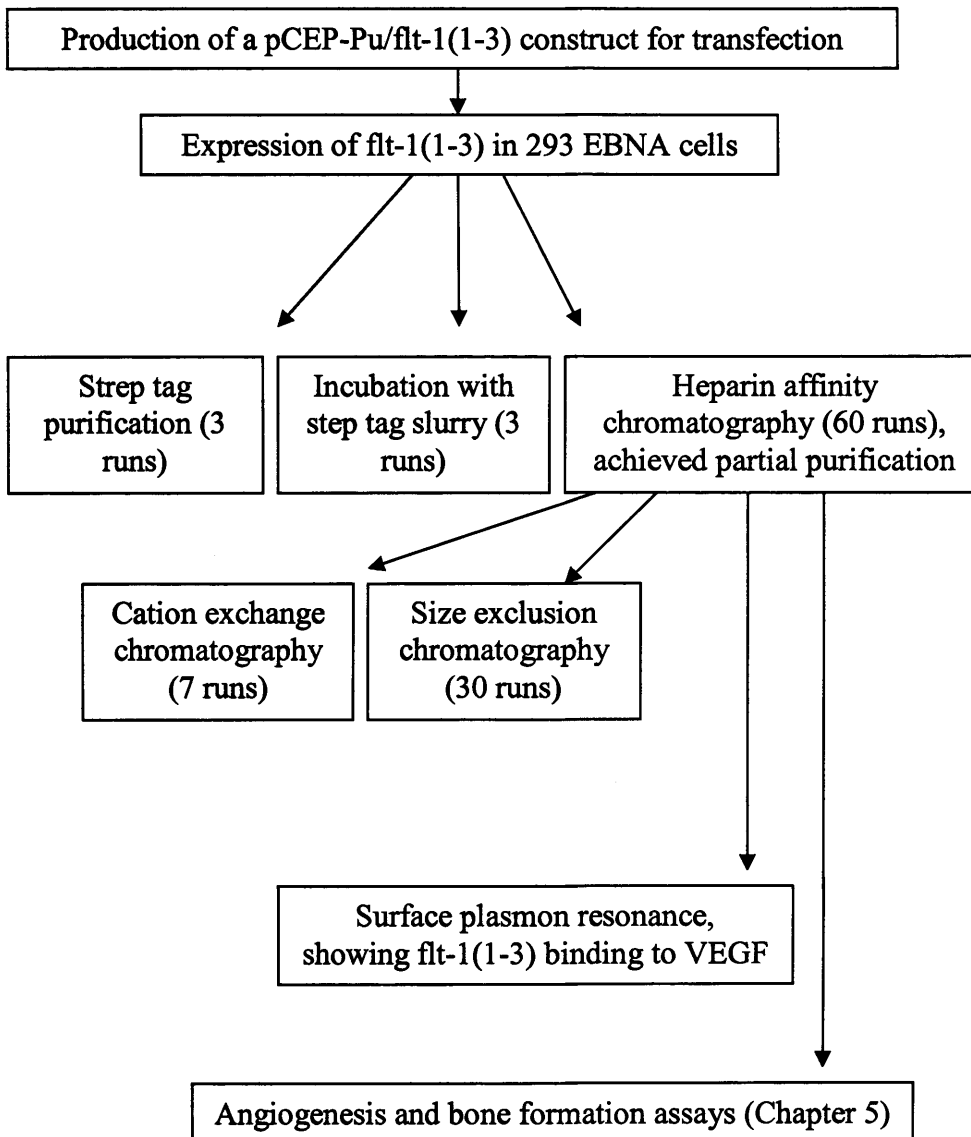 Production of a pCEP-Pu/flt-1(1-3) construct for transfection
Expression of flt-1(1-3) in 293 EBNA cells
Strep tag
purification (3
runs)
Incubation with
step tag slurry (3
runs)
Heparin affinity
chromatography (60 runs),
achieved partial purification
Cation exchange
chromatography
(7 runs)
Size exclusion
chromatography
(30 runs)
Surface plasmon resonance,
showing flt-1(1-3) binding to VEGF
Angiogenesis and bone formation assays (Chapter 5)